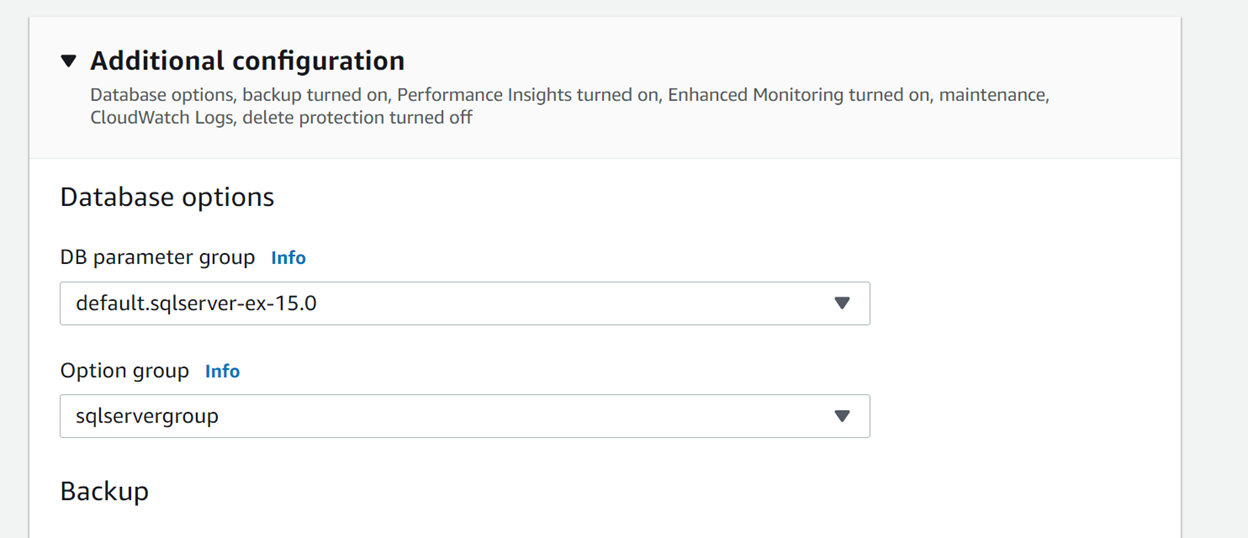 Additional configuration
Database options, backup turned on, Performance Insights turned on, Enhanced Monitoring turned on, maintenance,
CloudWatch Logs, delete protection turned off
Database options
DB parameter group Info
default.sqlserver-ex-15.0
Option group Info
sqlservergroup
Backup